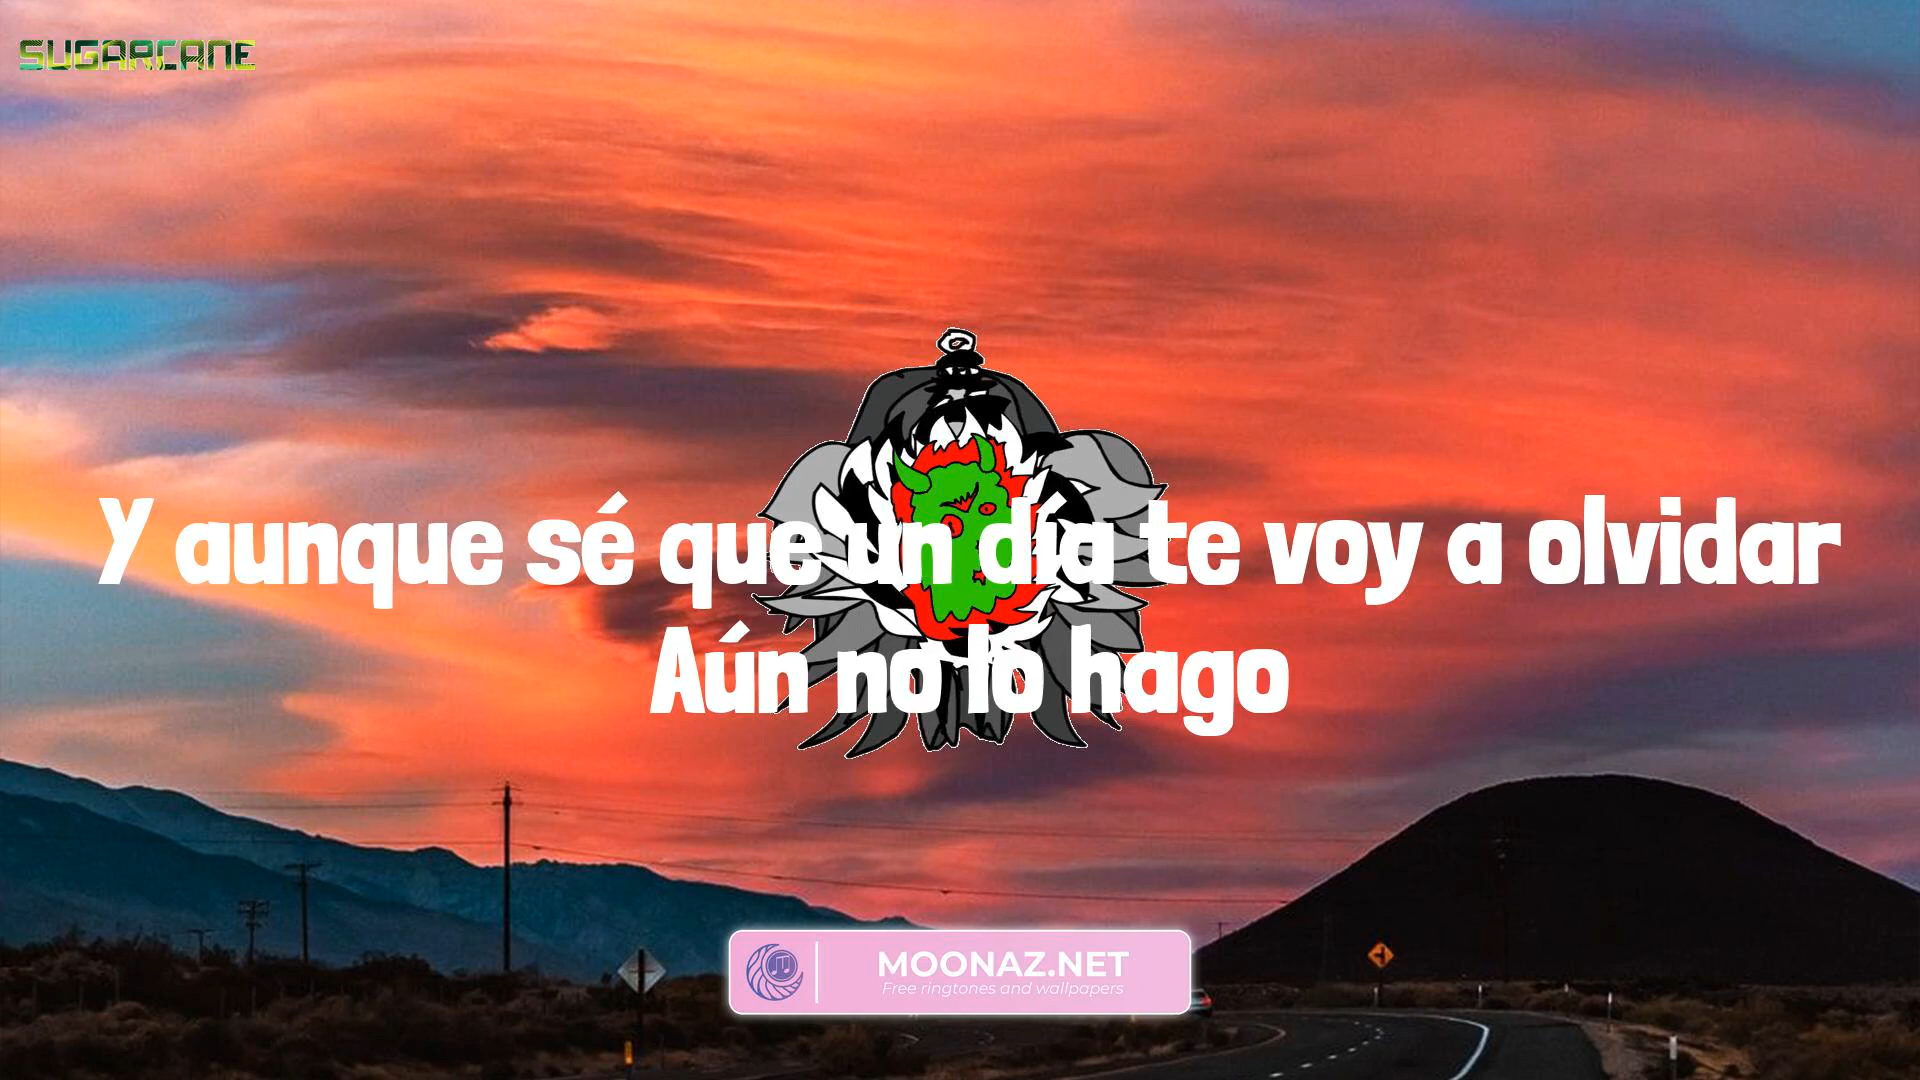 SUGARCANE
Y aunque sé que un día te voy a olvidar
Aún no lo hago
MOONAZ.NET
Free ringtones and wallpapers